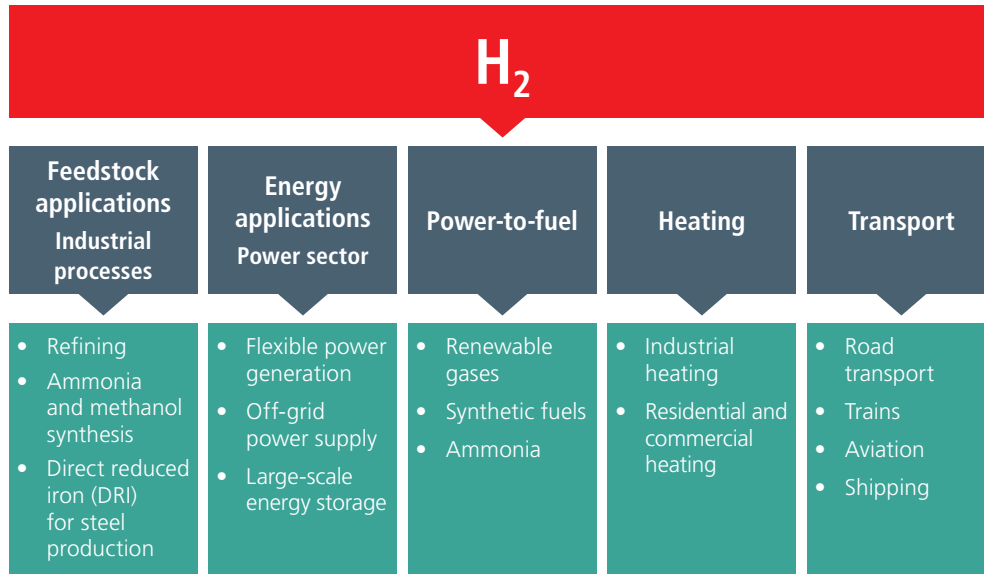 H₂
Feedstock
applications
Industrial
processes
Energy
applications
Power sector
Power-to-fuel
Heating
Transport
• Refining
• Ammonia
and methanol
synthesis
• Direct reduced
iron (DRI)
for steel
production
• Flexible power
generation
• Off-grid
power supply
• Large-scale
energy storage
• Renewable
gases
• Synthetic fuels
• Ammonia
• Industrial
heating
• Residential and
commercial
heating
• Road
transport
• Trains
• Aviation
• Shipping